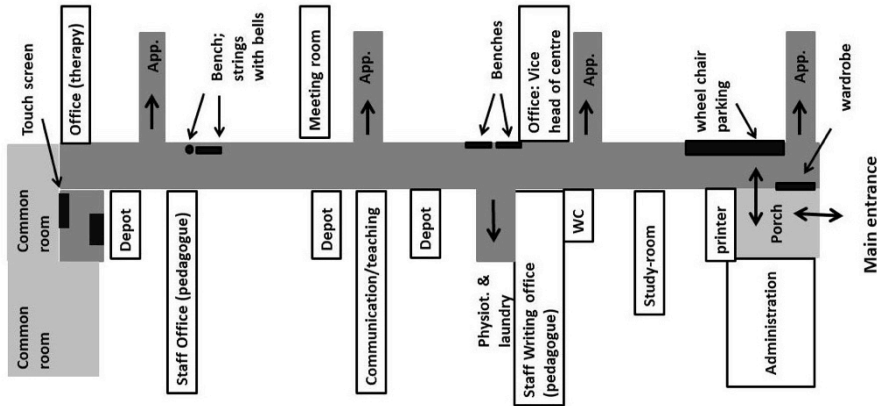 Common
room
Common
room
Touch screen
Office (therapy)
Depot
App.
Staff Office (pedagogue)
Bench;
strings
with bells
Meeting room
Depot
App.
Communication/teaching
Depot
Physiot. &
laundry
Benches
Staff Writing office
(pedagogue)
Office: Vice
head of centre
WC
App.
Study-room
wheel chair
parking
printer
Administration
Porch
App.
wardrobe
Main entrance